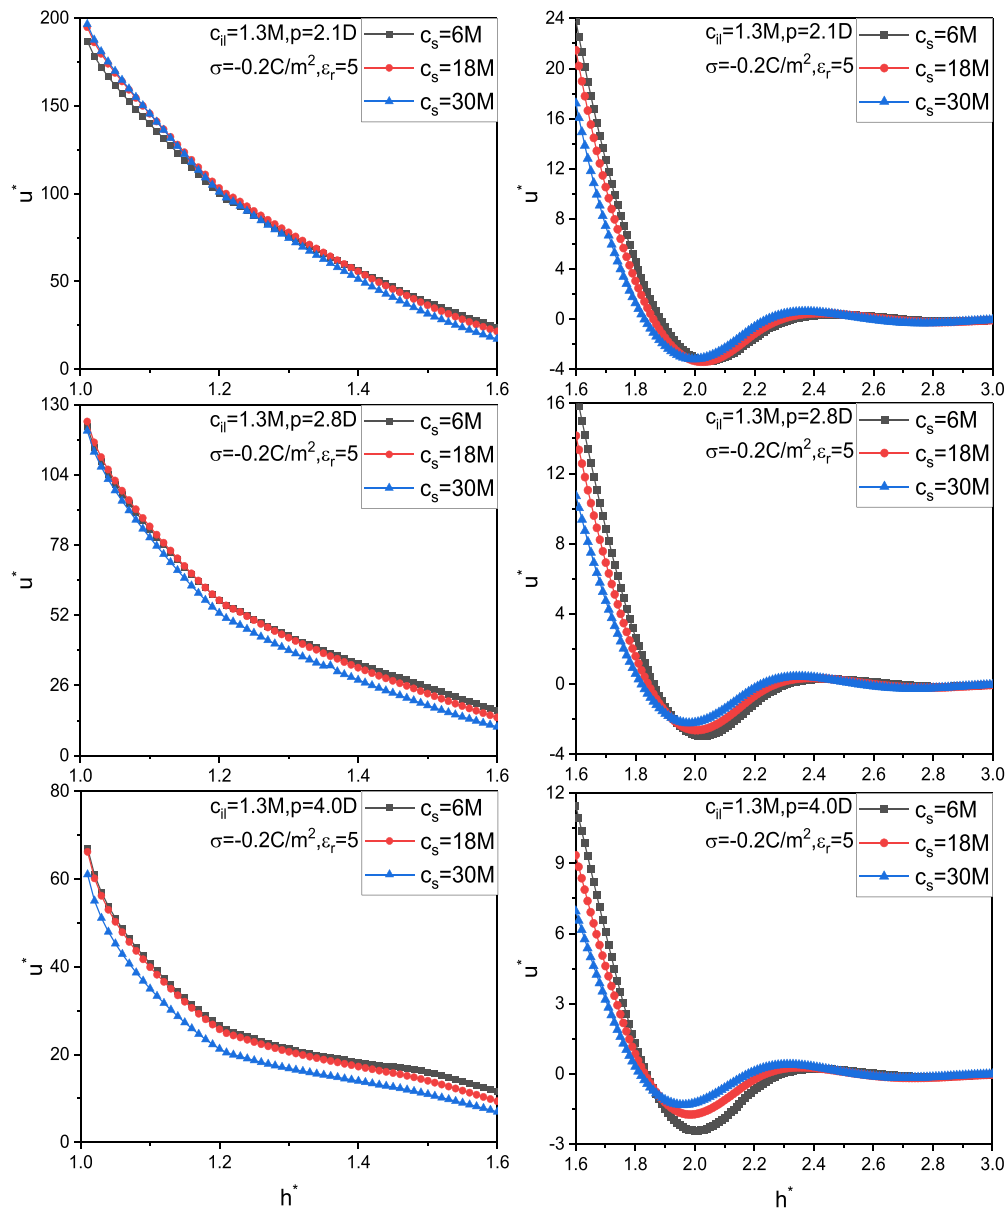 200
150
100
50
0
u*
c_il=1.3M,p=2.1D
σ=-0.2C/m²,ε_r=5
c_s=6M
c_s=18M
c_s=30M
1.0
1.2
1.4
1.6
24
20
16
12
8
4
0
-4
u*
c_il=1.3M,p=2.1D
σ=-0.2C/m²,ε_r=5
c_s=6M
c_s=18M
c_s=30M
1.6
1.8
2.0
2.2
2.4
2.6
2.8
3.0
130
104
78
52
26
0
u*
c_il=1.3M,p=2.8D
σ=-0.2C/m²,ε_r=5
c_s=6M
c_s=18M
c_s=30M
1.0
1.2
1.4
1.6
16
12
8
4
0
-4
u*
c_il=1.3M,p=2.8D
σ=-0.2C/m²,ε_r=5
c_s=6M
c_s=18M
c_s=30M
1.6
1.8
2.0
2.2
2.4
2.6
2.8
3.0
80
60
40
20
0
u*
c_il=1.3M,p=4.0D
σ=-0.2C/m²,ε_r=5
c_s=6M
c_s=18M
c_s=30M
1.0
1.2
1.4
1.6
h*
12
9
6
3
0
-3
u*
c_il=1.3M,p=4.0D
σ=-0.2C/m²,ε_r=5
c_s=6M
c_s=18M
c_s=30M
1.6
1.8
2.0
2.2
2.4
2.6
2.8
3.0
h*